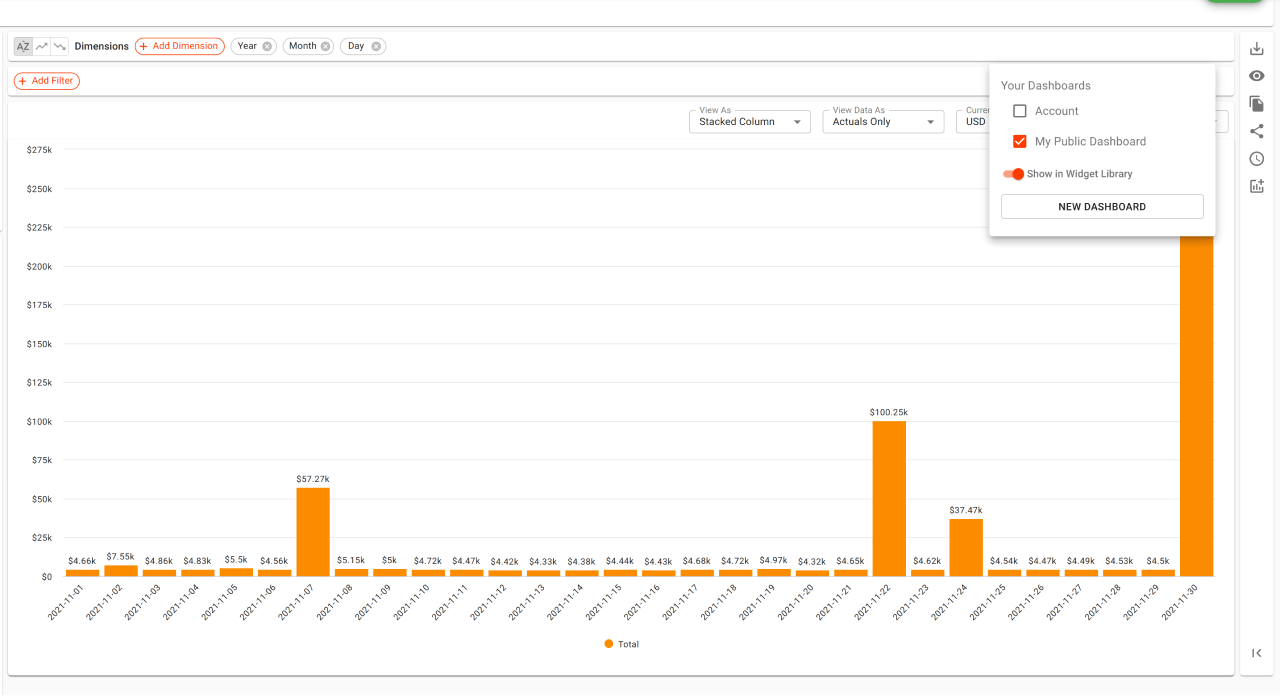 AZ Dimensions + Add Dimension Year Month Day
+ Add Filter
Your Dashboards
Account
My Public Dashboard
Show in Widget Library
NEW DASHBOARD
View As
Stacked Column
View Data As
Actuals Only
USD
$275k
$250k
$225k
$200k
$175k
$150k
$125k
$100k
$75k
$50k
$25k
$0
$4.66k
$7.55k
$4.86k
$4.83k
$5.5k
$4.56k
$57.27k
$5.15k
$5k
$4.72k
$4.47k
$4.42k
$4.33k
$4.38k
$4.44k
$4.43k
$4.68k
$4.72k
$4.97k
$4.32k
$4.65k
$100.25k
$4.62k
$37.47k
$4.54k
$4.47k
$4.49k
$4.53k
$4.5k
2021-11-01
2021-11-02
2021-11-03
2021-11-04
2021-11-05
2021-11-06
2021-11-07
2021-11-08
2021-11-09
2021-11-10
2021-11-11
2021-11-12
2021-11-13
2021-11-14
2021-11-15
2021-11-16
2021-11-17
2021-11-18
2021-11-19
2021-11-20
2021-11-21
2021-11-22
2021-11-23
2021-11-24
2021-11-25
2021-11-26
2021-11-27
2021-11-28
2021-11-29
2021-11-30
Total